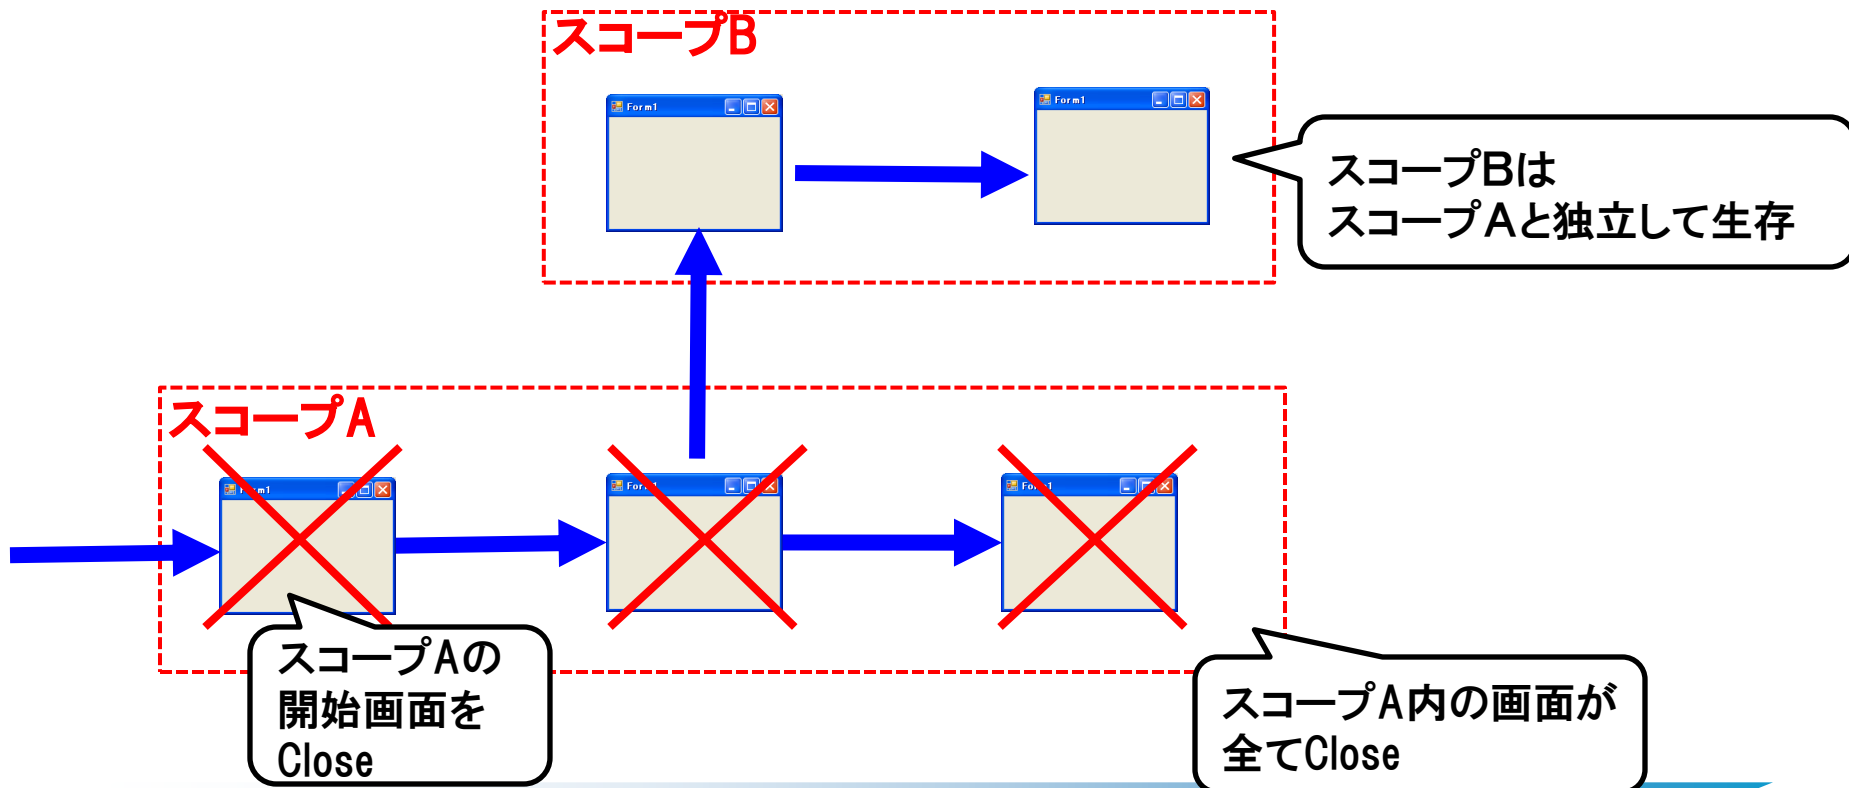 スコープB
Form1
Form1
スコープBは
スコープAと独立して生存
スコープA
Form1
Form1
Form1
スコープAの
開始画面を
Close
スコープA内の画面が
全てClose